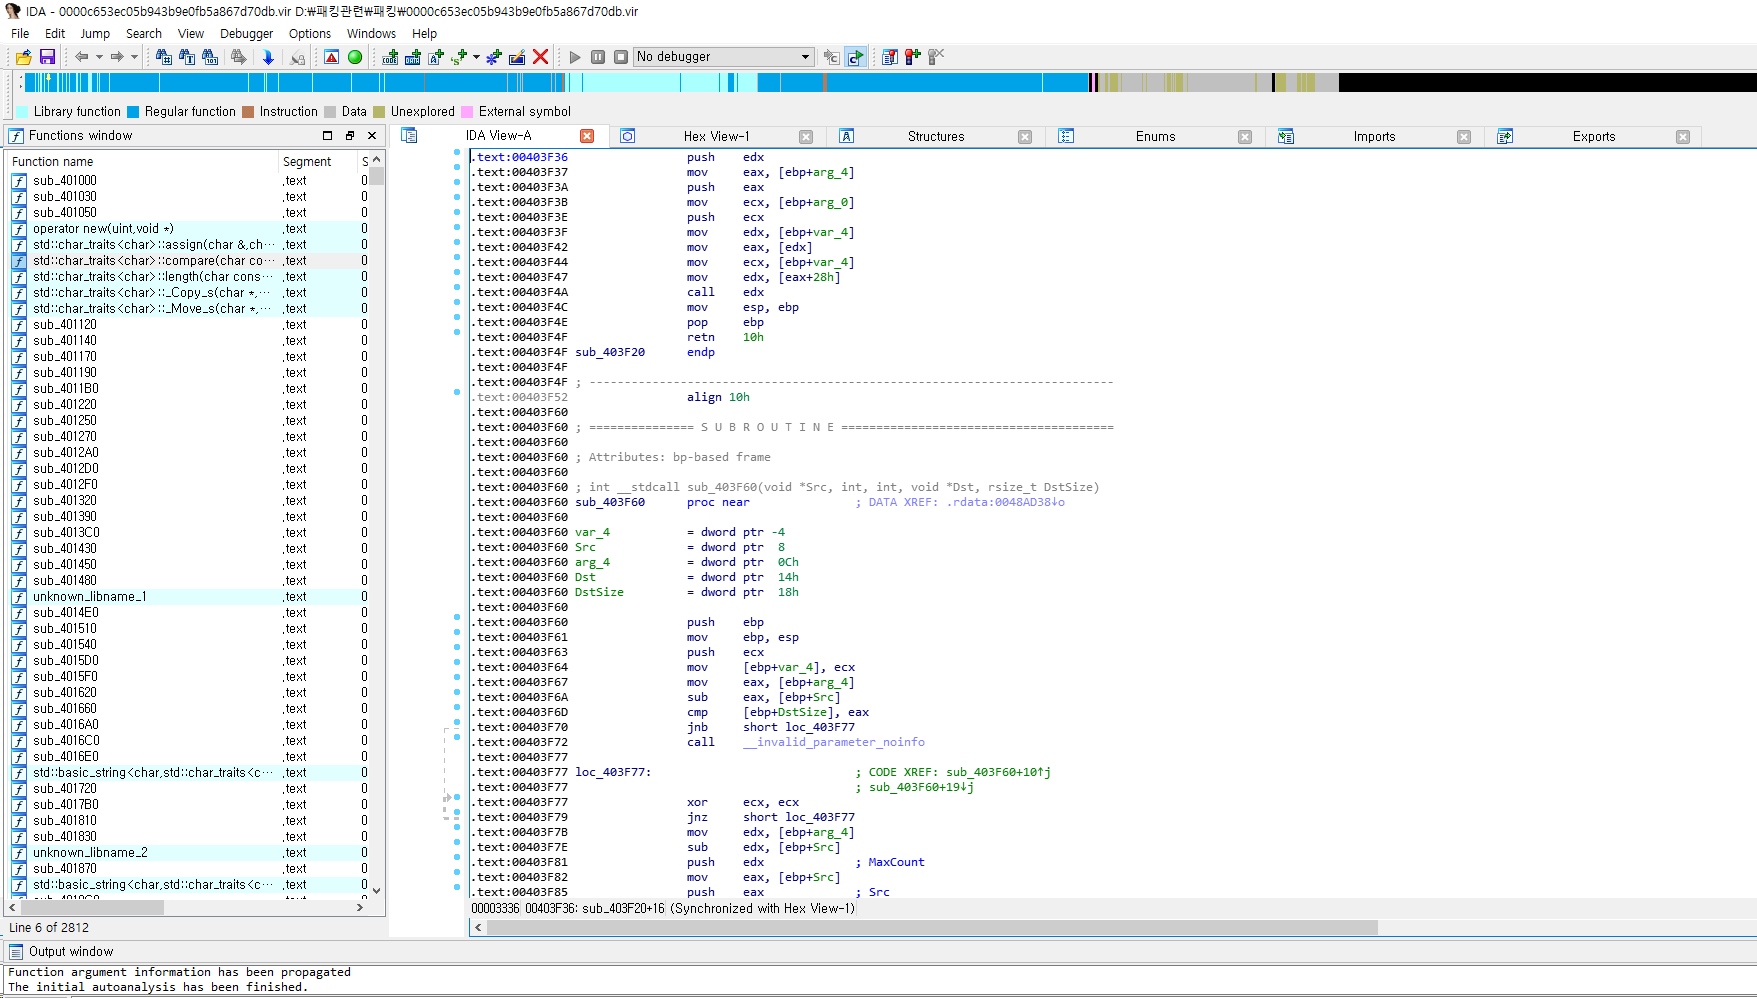 IDA - 0000c653ec05b943b9e0fb5a867d70db.vir D:₩패킹관련₩패킹₩0000c653ec05b943b9e0fb5a867d70db.vir
File Edit Jump Search View Debugger Options Windows Help
No debugger
Library function Regular function Instruction Data Unexplored External symbol
Functions window
IDA View-A Hex View-1 Structures Enums Imports Exports
Function name Segment S
sub_401000 .text 0
sub_401030 .text 0
sub_401050 .text 0
operator new(uint,void *) .text 0
std::char_traits<char>::assign(char &,ch··· .text 0
std::char_traits<char>::compare(char co··· .text 0
std::char_traits<char>::length(char cons··· .text 0
std::char_traits<char>::_Copy_s(char *,··· .text 0
std::char_traits<char>::_Move_s(char *,··· .text 0
sub_401120 .text 0
sub_401140 .text 0
sub_401170 .text 0
sub_401190 .text 0
sub_4011B0 .text 0
sub_401220 .text 0
sub_401250 .text 0
sub_401270 .text 0
sub_4012A0 .text 0
sub_4012D0 .text 0
sub_4012F0 .text 0
sub_401320 .text 0
sub_401390 .text 0
sub_4013C0 .text 0
sub_401430 .text 0
sub_401450 .text 0
sub_401480 .text 0
unknown_libname_1 .text 0
sub_4014E0 .text 0
sub_401510 .text 0
sub_401540 .text 0
sub_4015D0 .text 0
sub_4015F0 .text 0
sub_401620 .text 0
sub_401660 .text 0
sub_4016A0 .text 0
sub_4016C0 .text 0
sub_4016E0 .text 0
std::basic_string<char,std::char_traits<c··· .text 0
sub_401720 .text 0
sub_4017B0 .text 0
sub_401810 .text 0
sub_401830 .text 0
unknown_libname_2 .text 0
sub_401870 .text 0
std::basic_string<char,std::char_traits<c··· .text 0
Line 6 of 2812
.text:00403F36 push edx
.text:00403F37 mov eax, [ebp+arg_4]
.text:00403F3A push eax
.text:00403F3B mov ecx, [ebp+arg_0]
.text:00403F3E push ecx
.text:00403F3F mov edx, [ebp+var_4]
.text:00403F42 mov eax, [edx]
.text:00403F44 mov ecx, [ebp+var_4]
.text:00403F47 mov edx, [eax+28h]
.text:00403F4A call edx
.text:00403F4C mov esp, ebp
.text:00403F4E pop ebp
.text:00403F4F retn 10h
.text:00403F4F sub_403F20 endp
.text:00403F4F
.text:00403F4F ; ---------------------------------------------------------------------------
.text:00403F52 align 10h
.text:00403F60
.text:00403F60 ; =============== S U B R O U T I N E =======================================
.text:00403F60
.text:00403F60 ; Attributes: bp-based frame
.text:00403F60
.text:00403F60 ; int __stdcall sub_403F60(void *Src, int, int, void *Dst, rsize_t DstSize)
.text:00403F60 sub_403F60 proc near ; DATA XREF: .rdata:0048AD38↓o
.text:00403F60
.text:00403F60 var_4 = dword ptr -4
.text:00403F60 Src = dword ptr 8
.text:00403F60 arg_4 = dword ptr 0Ch
.text:00403F60 Dst = dword ptr 14h
.text:00403F60 DstSize = dword ptr 18h
.text:00403F60
.text:00403F60 push ebp
.text:00403F61 mov ebp, esp
.text:00403F63 push ecx
.text:00403F64 mov [ebp+var_4], ecx
.text:00403F67 mov eax, [ebp+arg_4]
.text:00403F6A sub eax, [ebp+Src]
.text:00403F6D cmp [ebp+DstSize], eax
.text:00403F70 jnb short loc_403F77
.text:00403F72 call __invalid_parameter_noinfo
.text:00403F77
.text:00403F77 loc_403F77: ; CODE XREF: sub_403F60+10↑j
.text:00403F77 ; sub_403F60+19↓j
.text:00403F77 xor ecx, ecx
.text:00403F79 jnz short loc_403F77
.text:00403F7B mov edx, [ebp+arg_4]
.text:00403F7E sub edx, [ebp+Src]
.text:00403F81 push edx ; MaxCount
.text:00403F82 mov eax, [ebp+Src]
.text:00403F85 push eax ; Src
00003336 00403F36: sub_403F20+16 (Synchronized with Hex View-1)
Output window
Function argument information has been propagated
The initial autoanalysis has been finished.